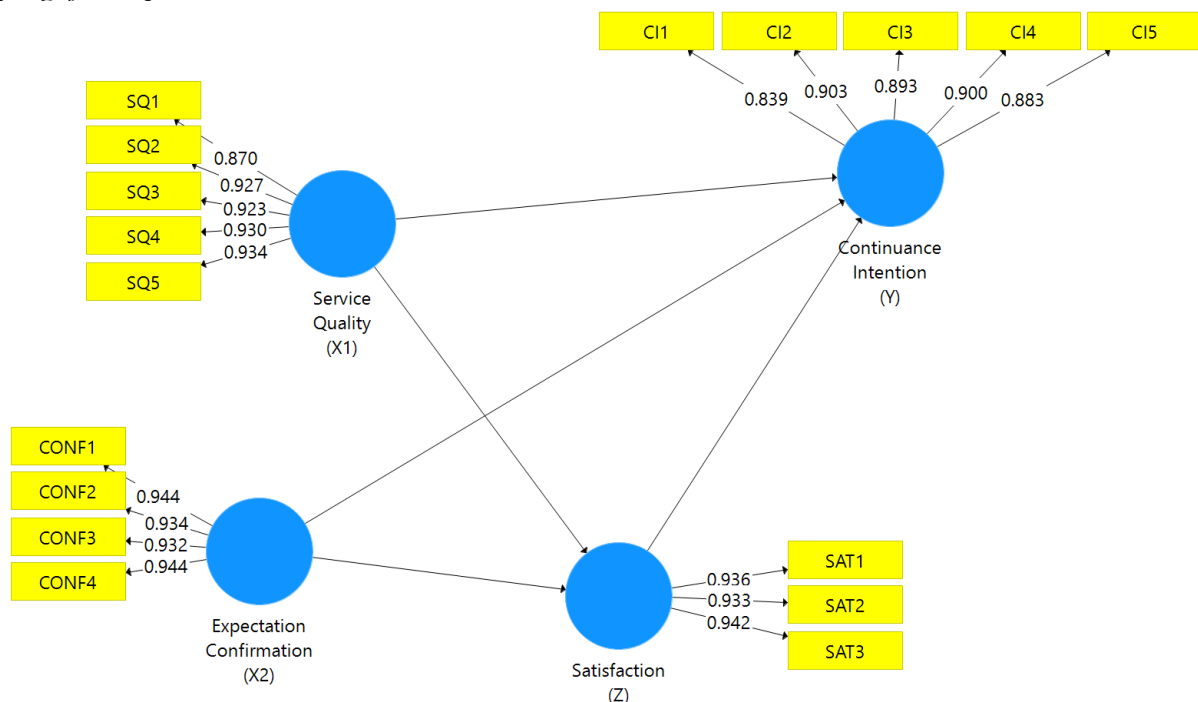 CI1
CI2
CI3
CI4
CI5
0.839
0.903
0.893
0.900
0.883
SQ1
SQ2
SQ3
SQ4
SQ5
0.870
0.927
0.923
0.930
0.934
Service
Quality
(X1)
Continuance
Intention
(Y)
CONF1
CONF2
CONF3
CONF4
0.944
0.934
0.932
0.944
Expectation
Confirmation
(X2)
0.936
0.933
0.942
SAT1
SAT2
SAT3
Satisfaction
(Z)